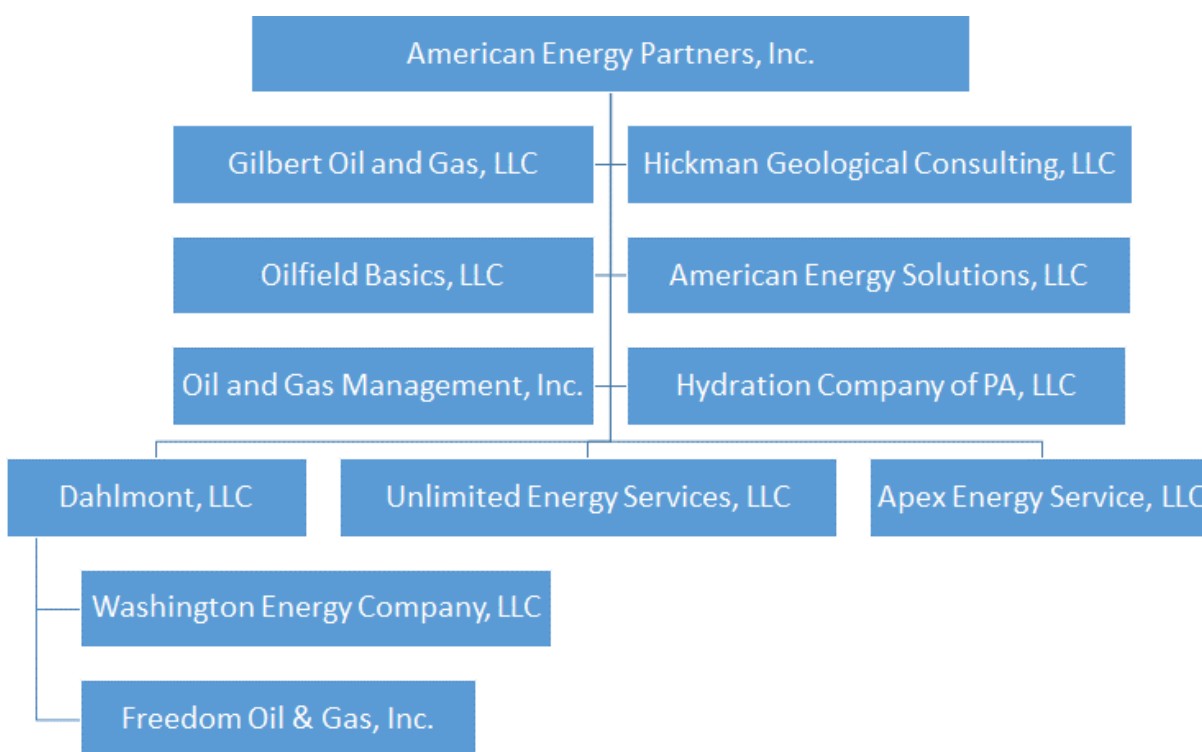 American Energy Partners, Inc.
Gilbert Oil and Gas, LLC
Hickman Geological Consulting, LLC
Oilfield Basics, LLC
American Energy Solutions, LLC
Oil and Gas Management, Inc.
Hydration Company of PA, LLC
Dahlmont, LLC
Unlimited Energy Services, LLC
Apex Energy Service, LLC
Washington Energy Company, LLC
Freedom Oil & Gas, Inc.